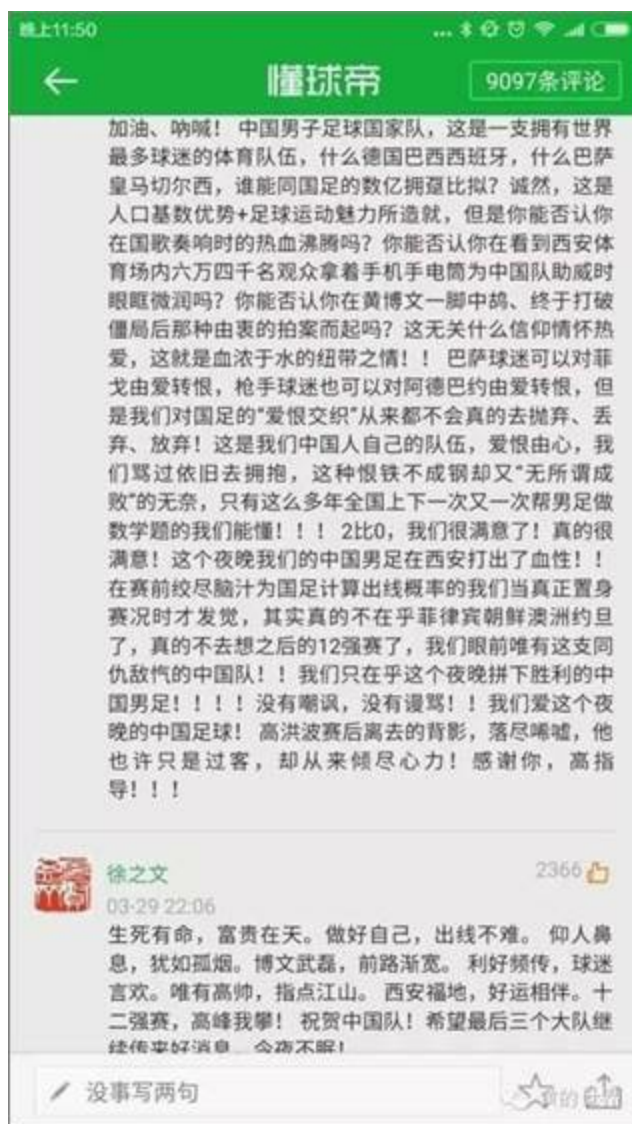 晚上11:50
懂球帝
9097条评论
加油、呐喊！中国男子足球国家队，这是一支拥有世界
最多球迷的体育队伍，什么德国巴西西班牙，什么巴萨
皇马切尔西，谁能同国足的数亿拥趸比拟？诚然，这是
人口基数优势+足球运动魅力所造就，但是你能否认你
在国歌奏响时的热血沸腾吗？你能否认你在看到西安体
育场内六万四千名观众拿着手机手电筒为中国队助威时
眼眶微润吗？你能否认你在黄博文一脚中鹄、终于打破
僵局后那种由衷的拍案而起吗？这无关什么信仰情怀热
爱，这就是血浓于水的纽带之情！！巴萨球迷可以对菲
戈由爱转恨，枪手球迷也可以对阿德巴约由爱转恨，但
是我们对国足的“爱恨交织”从来都不会真的去抛弃、丢
弃、放弃！这是我们中国人自己的队伍，爱恨由心，我
们骂过依旧去拥抱，这种恨铁不成钢却又“无所谓成
败”的无奈，只有这么多年全国上下一次又一次帮男足做
数学题的我们能懂！！！2比0，我们很满意了！真的很
满意！这个夜晚我们的中国男足在西安打出了血性！！
在赛前绞尽脑汁为国足计算出线概率的我们当真正置身
赛况时才发觉，其实真的不在乎菲律宾朝鲜澳洲约旦
了，真的不去想之后的12强赛了，我们眼前唯有这支同
仇敌忾的中国队！！我们只在乎这个夜晚拼下胜利的中
国男足！！！！没有嘲讽，没有谩骂！！我们爱这个夜
晚的中国足球！高洪波赛后离去的背影，落尽唏嘘，他
也许只是过客，却从来倾尽心力！感谢你，高指
导！！！
徐之文
2366
03-29 22:06
生死有命，富贵在天。做好自己，出线不难。仰人鼻
息，犹如孤烟。博文武磊，前路渐宽。利好频传，球迷
言欢。唯有高帅，指点江山。西安福地，好运相伴。十
二强赛，高峰我攀！祝贺中国队！希望最后三个大队继
续传来好消息，今夜不眠！
没事写两句